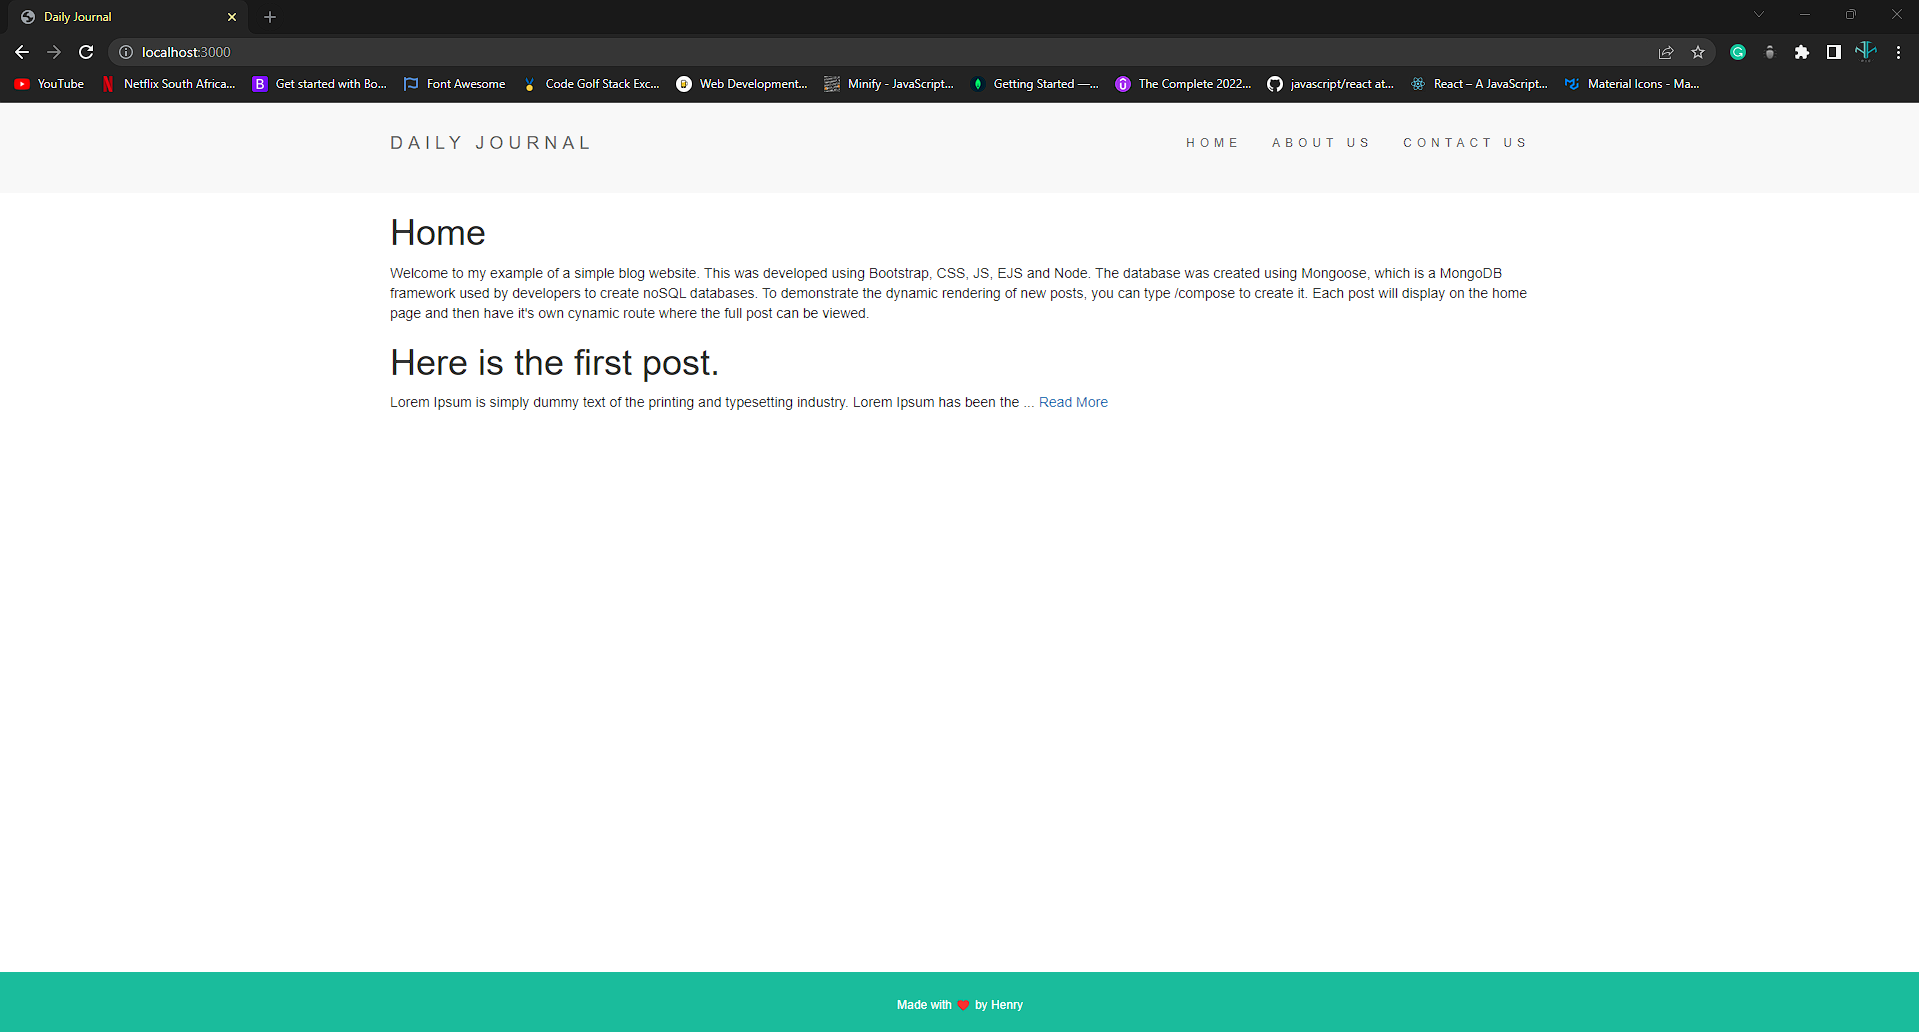 Daily Journal
localhost:3000
YouTube
Netflix South Africa...
Get started with Bo...
Font Awesome
Code Golf Stack Exc...
Web Development...
Minify - JavaScript...
Getting Started —...
The Complete 2022...
javascript/react at...
React – A JavaScript...
Material Icons - Ma...
DAILY JOURNAL
HOME
ABOUT US
CONTACT US
Home
Welcome to my example of a simple blog website. This was developed using Bootstrap, CSS, JS, EJS and Node. The database was created using Mongoose, which is a MongoDB
framework used by developers to create noSQL databases. To demonstrate the dynamic rendering of new posts, you can type /compose to create it. Each post will display on the home
page and then have it's own cynamic route where the full post can be viewed.
Here is the first post.
Lorem Ipsum is simply dummy text of the printing and typesetting industry. Lorem Ipsum has been the ... Read More
Made with ❤️ by Henry